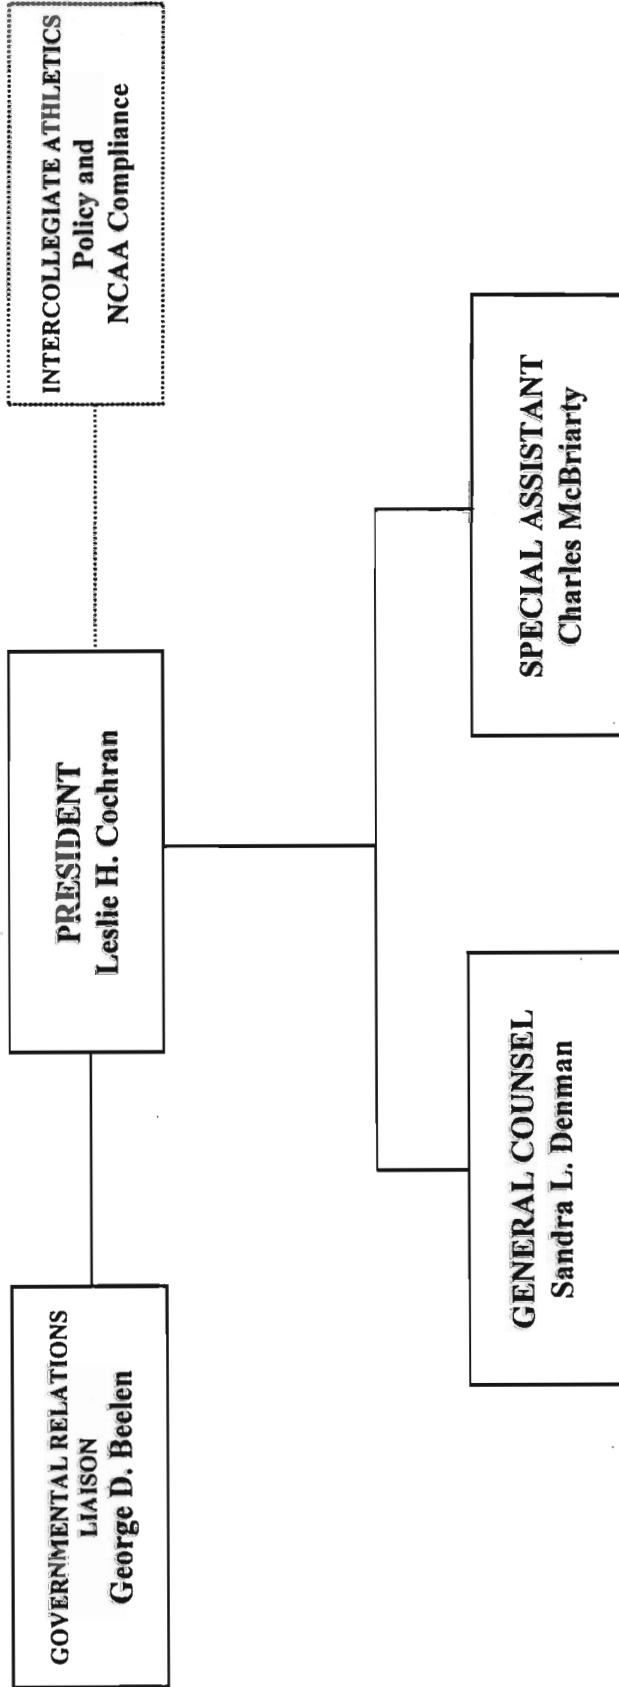 GOVERNMENTAL RELATIONS
LIAISON
George D. Beelen
PRESIDENT
Leslie H. Cochran
INTERCOLLEGIATE ATHLETICS
Policy and
NCAA Compliance
GENERAL COUNSEL
Sandra L. Denman
SPECIAL ASSISTANT
Charles McBriarty